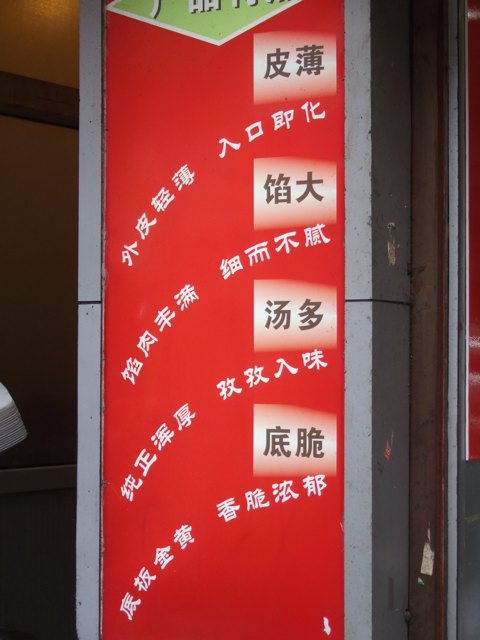 皮薄
外皮轻薄 入口即化
馅大
馅肉丰满 细而不腻
汤多
纯正浑厚 孜孜入味
底脆
底板金黄 香脆浓郁